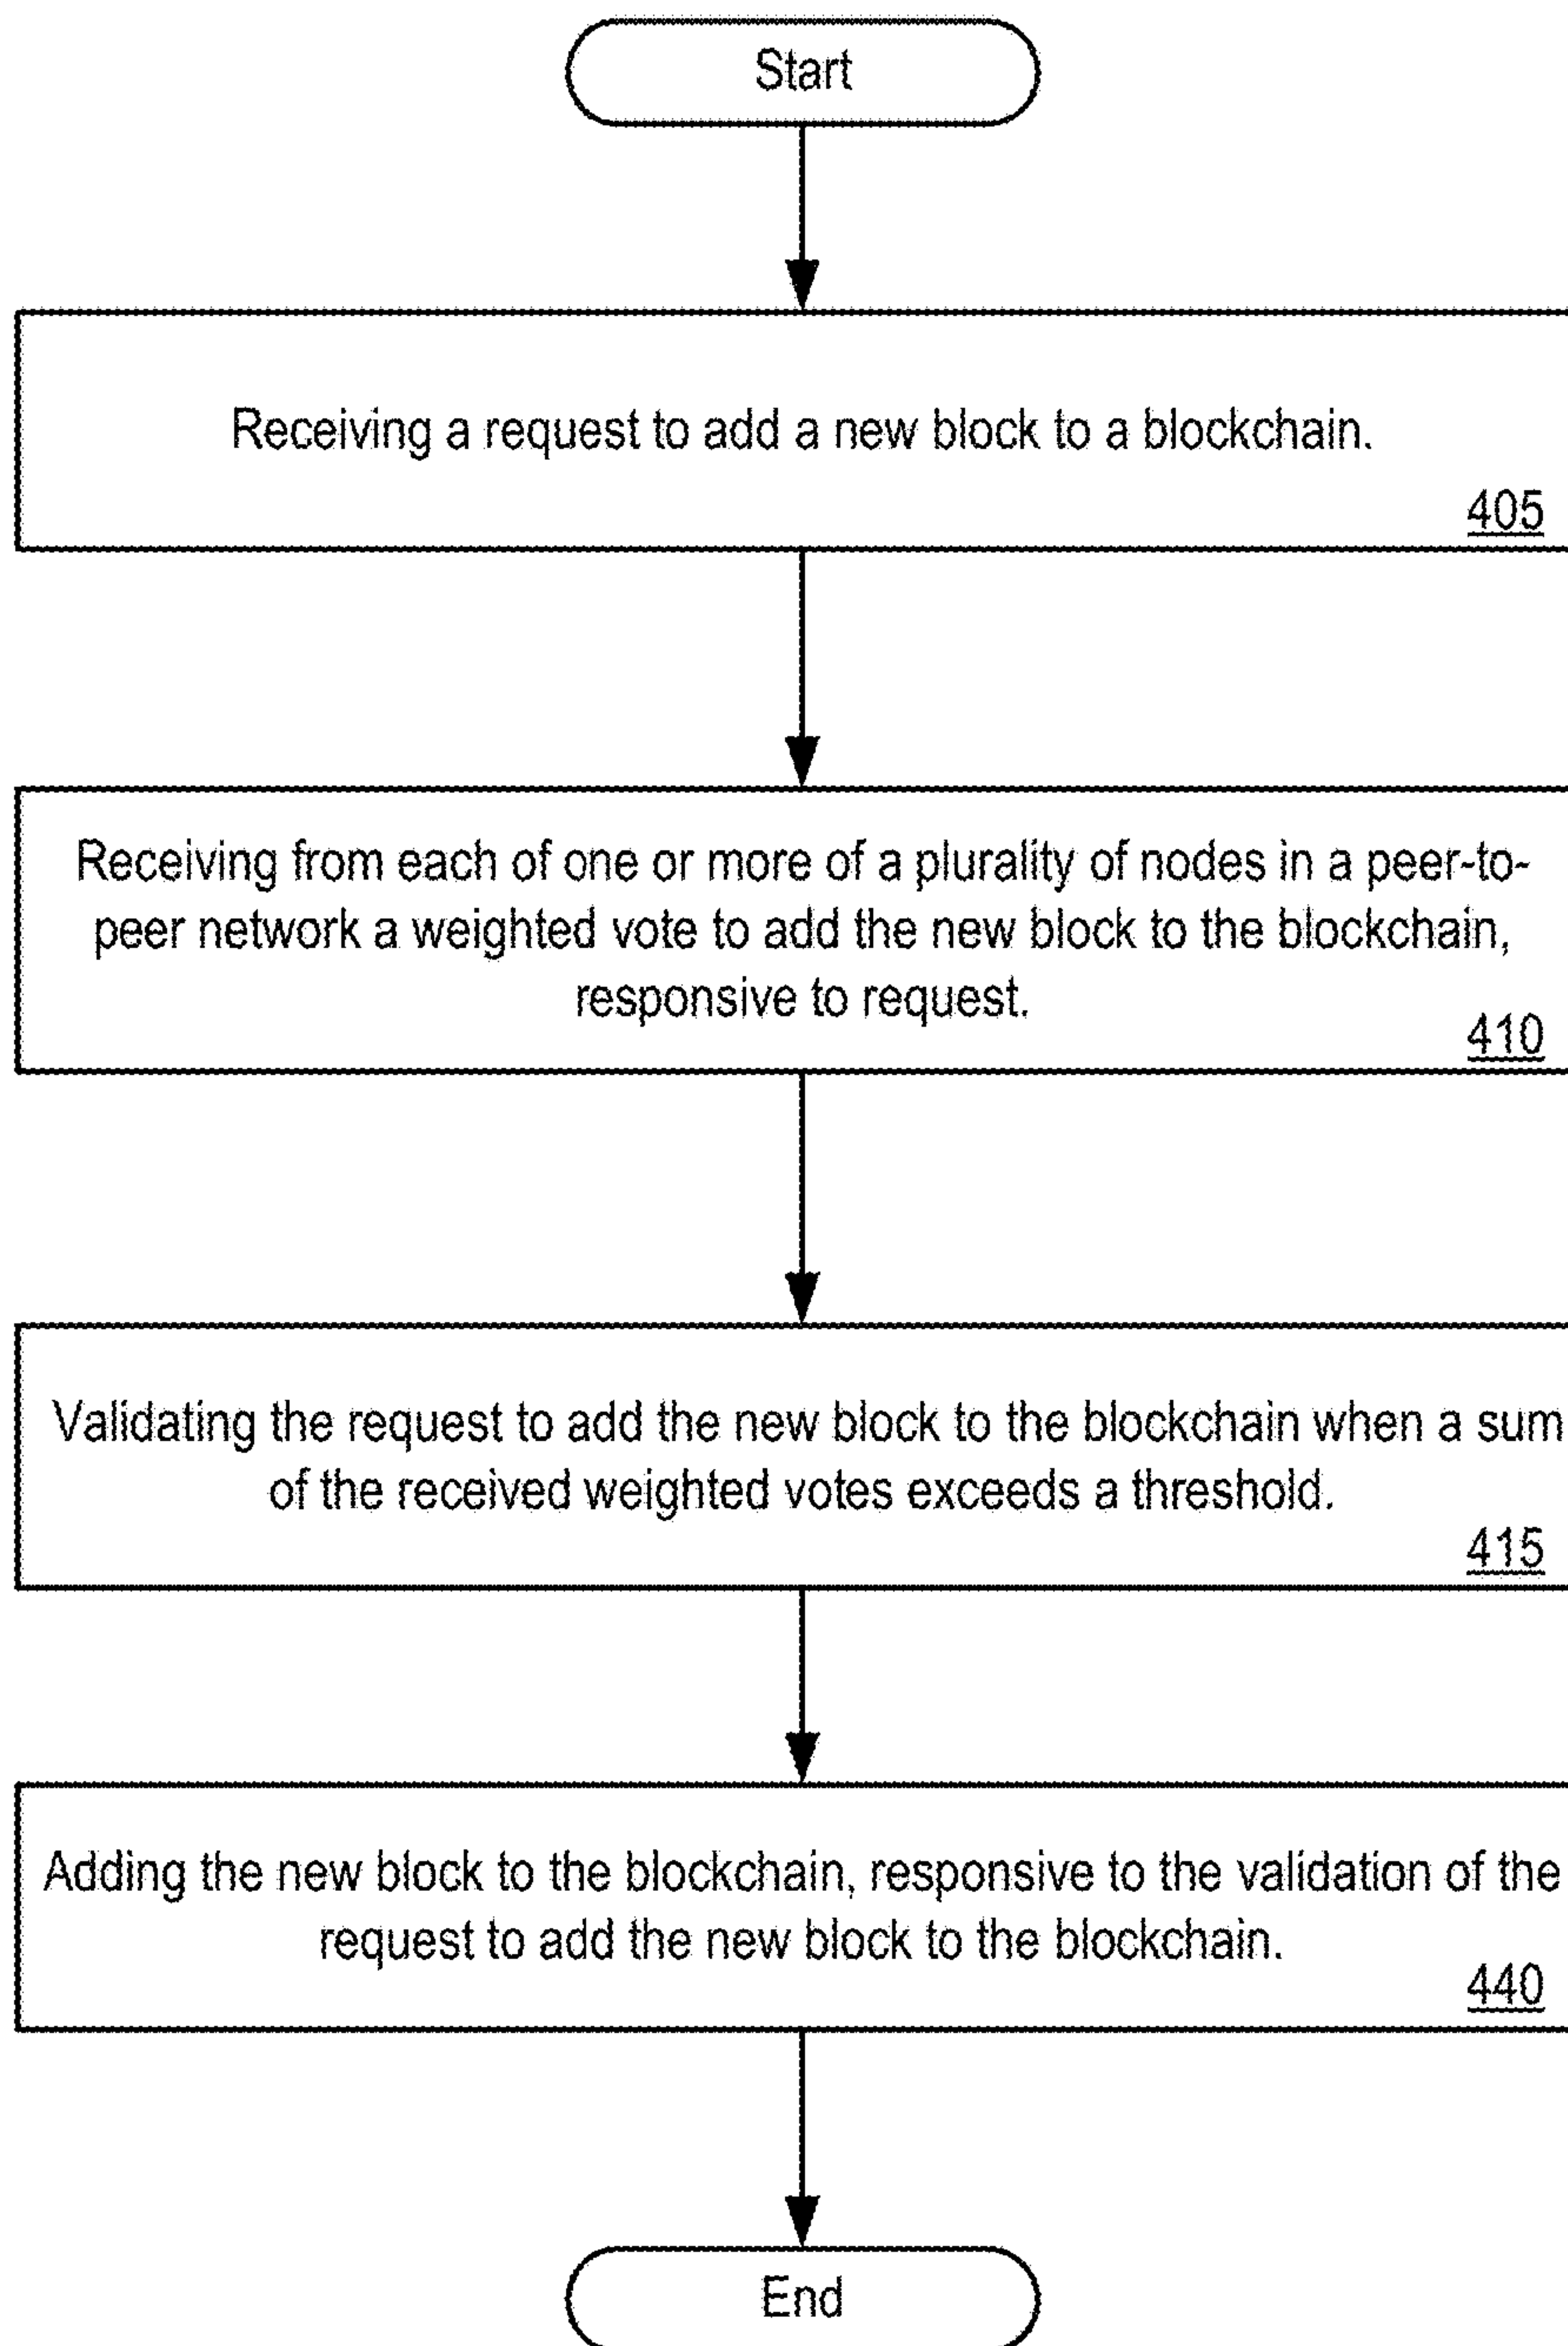 Start
Receiving a request to add a new block to a blockchain.
405
Receiving from each of one or more of a plurality of nodes in a peer-to-
peer network a weighted vote to add the new block to the blockchain,
responsive to request.
410
Validating the request to add the new block to the blockchain when a sum
of the received weighted votes exceeds a threshold.
415
Adding the new block to the blockchain, responsive to the validation of the
request to add the new block to the blockchain.
440
End